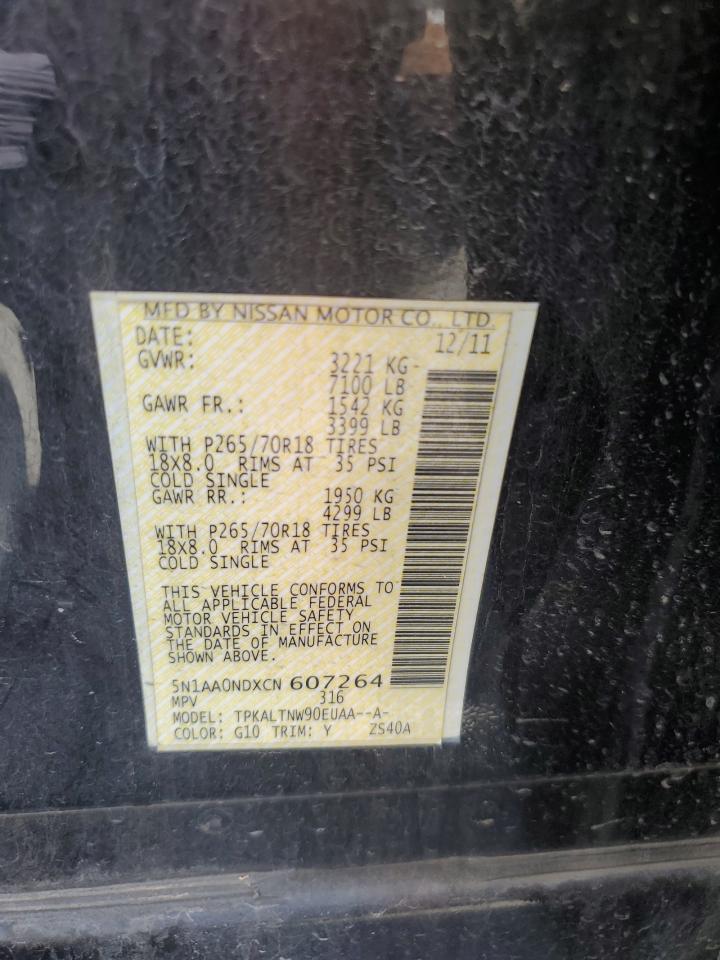 MFD BY NISSAN MOTOR CO., LTD.
DATE: 12/11
GVWR: 3221 KG
7100 LB
GAWR FR.: 1542 KG
3399 LB
WITH P265/70R18 TIRES
18X8.0 RIMS AT 35 PSI
COLD SINGLE
GAWR RR.: 1950 KG
4299 LB
WITH P265/70R18 TIRES
18X8.0 RIMS AT 35 PSI
COLD SINGLE
THIS VEHICLE CONFORMS TO
ALL APPLICABLE FEDERAL
MOTOR VEHICLE SAFETY
STANDARDS IN EFFECT ON
THE DATE OF MANUFACTURE
SHOWN ABOVE.
5N1AA0NDXCN 607264
MPV 316
MODEL: TPKALTNW90EUAA--A-
COLOR: G10 TRIM: Y ZS40A